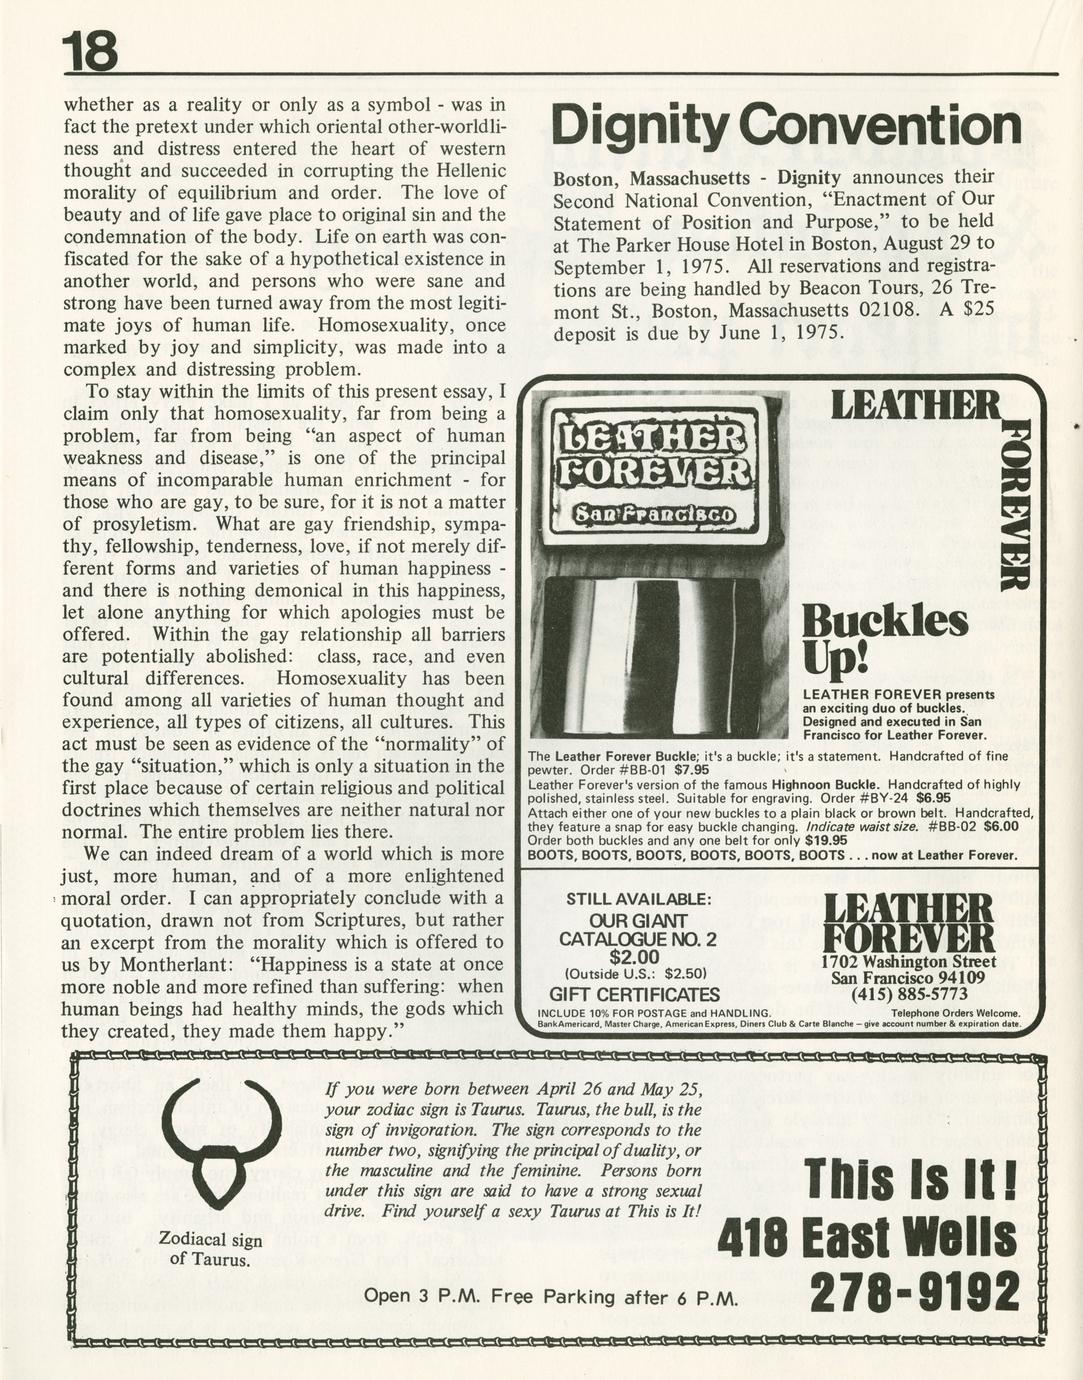 18
whether as a reality or only as a symbol - was in
fact the pretext under which oriental other-worldli-
ness and distress entered the heart of western
thought and succeeded in corrupting the Hellenic
morality of equilibrium and order. The love of
beauty and of life gave place to original sin and the
condemnation of the body. Life on earth was con-
fiscated for the sake of a hypothetical existence in
another world, and persons who were sane and
strong have been turned away from the most legiti-
mate joys of human life. Homosexuality, once
marked by joy and simplicity, was made into a
complex and distressing problem.
To stay within the limits of this present essay, I
claim only that homosexuality, far from being a
problem, far from being “an aspect of human
weakness and disease,” is one of the principal
means of incomparable human enrichment - for
those who are gay, to be sure, for it is not a matter
of prosyletism. What are gay friendship, sympa-
thy, fellowship, tenderness, love, if not merely dif-
ferent forms and varieties of human happiness -
and there is nothing demonical in this happiness,
let alone anything for which apologies must be
offered. Within the gay relationship all barriers
are potentially abolished: class, race, and even
cultural differences. Homosexuality has been
found among all varieties of human thought and
experience, all types of citizens, all cultures. This
act must be seen as evidence of the “normality” of
the gay “situation,” which is only a situation in the
first place because of certain religious and political
doctrines which themselves are neither natural nor
normal. The entire problem lies there.
We can indeed dream of a world which is more
just, more human, and of a more enlightened
moral order. I can appropriately conclude with a
quotation, drawn not from Scriptures, but rather
an excerpt from the morality which is offered to
us by Montherlant: “Happiness is a state at once
more noble and more refined than suffering: when
human beings had healthy minds, the gods which
they created, they made them happy.”
Dignity Convention
Boston, Massachusetts - Dignity announces their
Second National Convention, “Enactment of Our
Statement of Position and Purpose,” to be held
at The Parker House Hotel in Boston, August 29 to
September 1, 1975. All reservations and registra-
tions are being handled by Beacon Tours, 26 Tre-
mont St., Boston, Massachusetts 02108. A $25
deposit is due by June 1, 1975.
LEATHER
FOREVER
San Francisco
LEATHER
FOREVER
Buckles
Up!
LEATHER FOREVER presents
an exciting duo of buckles.
Designed and executed in San
Francisco for Leather Forever.
The Leather Forever Buckle; it's a buckle; it's a statement. Handcrafted of fine
pewter. Order #BB-01 $7.95
Leather Forever's version of the famous Highnoon Buckle. Handcrafted of highly
polished, stainless steel. Suitable for engraving. Order #BY-24 $6.95
Attach either one of your new buckles to a plain black or brown belt. Handcrafted,
they feature a snap for easy buckle changing. Indicate waist size. #BB-02 $6.00
Order both buckles and any one belt for only $19.95
BOOTS, BOOTS, BOOTS, BOOTS, BOOTS, BOOTS . . . now at Leather Forever.
STILL AVAILABLE:
OUR GIANT
CATALOGUE NO. 2
$2.00
(Outside U.S.: $2.50)
GIFT CERTIFICATES
LEATHER
FOREVER
1702 Washington Street
San Francisco 94109
(415) 885-5773
INCLUDE 10% FOR POSTAGE and HANDLING. Telephone Orders Welcome.
BankAmericard, Master Charge, American Express, Diners Club & Carte Blanche – give account number & expiration date.
Zodiacal sign
of Taurus.
If you were born between April 26 and May 25,
your zodiac sign is Taurus. Taurus, the bull, is the
sign of invigoration. The sign corresponds to the
number two, signifying the principal of duality, or
the masculine and the feminine. Persons born
under this sign are said to have a strong sexual
drive. Find yourself a sexy Taurus at This is It!
Open 3 P.M. Free Parking after 6 P.M.
This Is It!
418 East Wells
278-9192